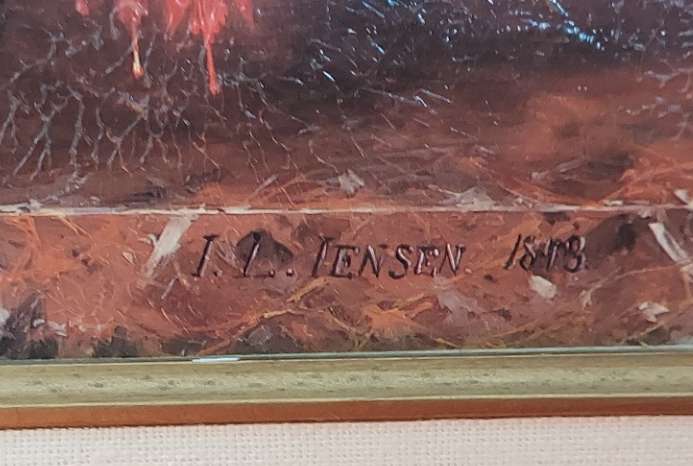 I. L. IENSEN. 1843.